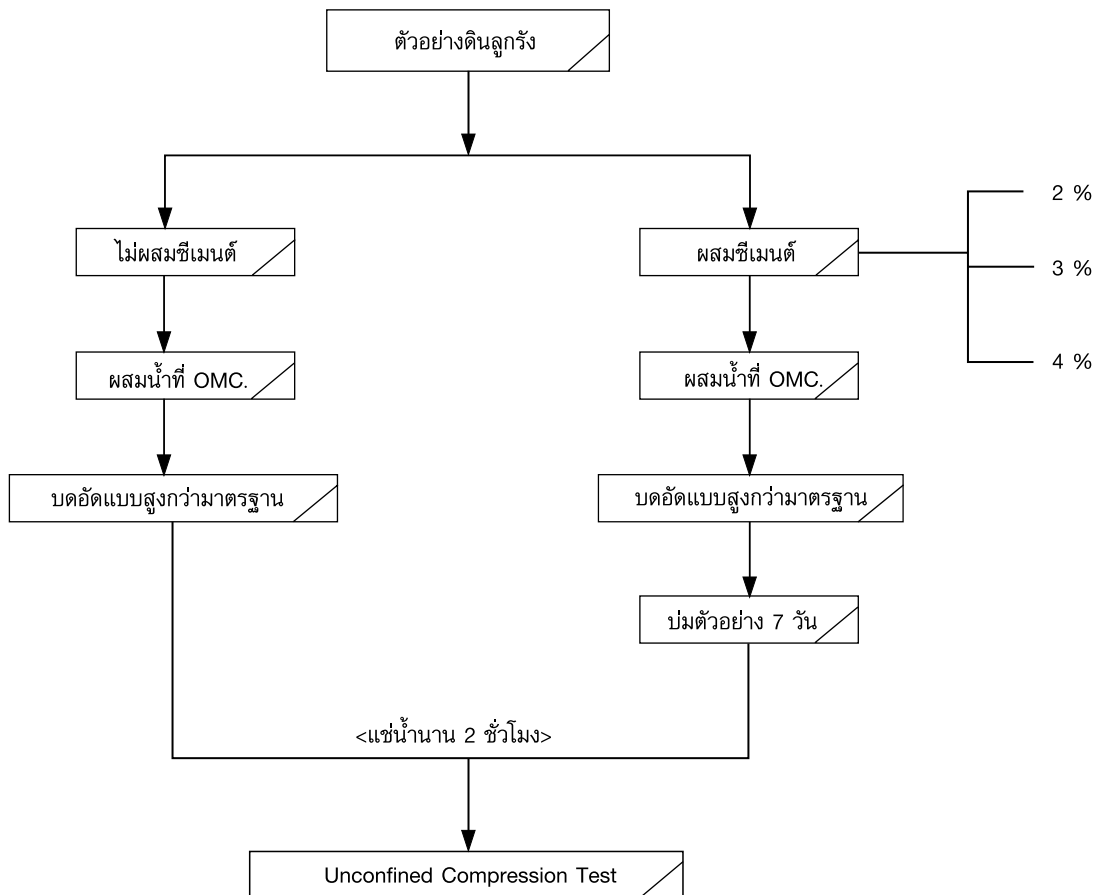 ตัวอย่างดินลูกรัง
ไม่ผสมซีเมนต์
ผสมซีเมนต์
2 %
3 %
4 %
ผสมน้ำที่ OMC.
ผสมน้ำที่ OMC.
บดอัดแบบสูงกว่ามาตรฐาน
บดอัดแบบสูงกว่ามาตรฐาน
บ่มตัวอย่าง 7 วัน
<แช่น้ำนาน 2 ชั่วโมง>
Unconfined Compression Test